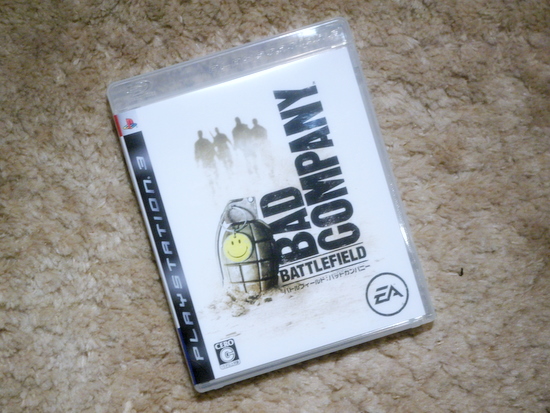 PLAYSTATION 3
BAD
COMPANY
BATTLEFIELD
バトルフィールド:バッドカンパニー
EA
CERO
C